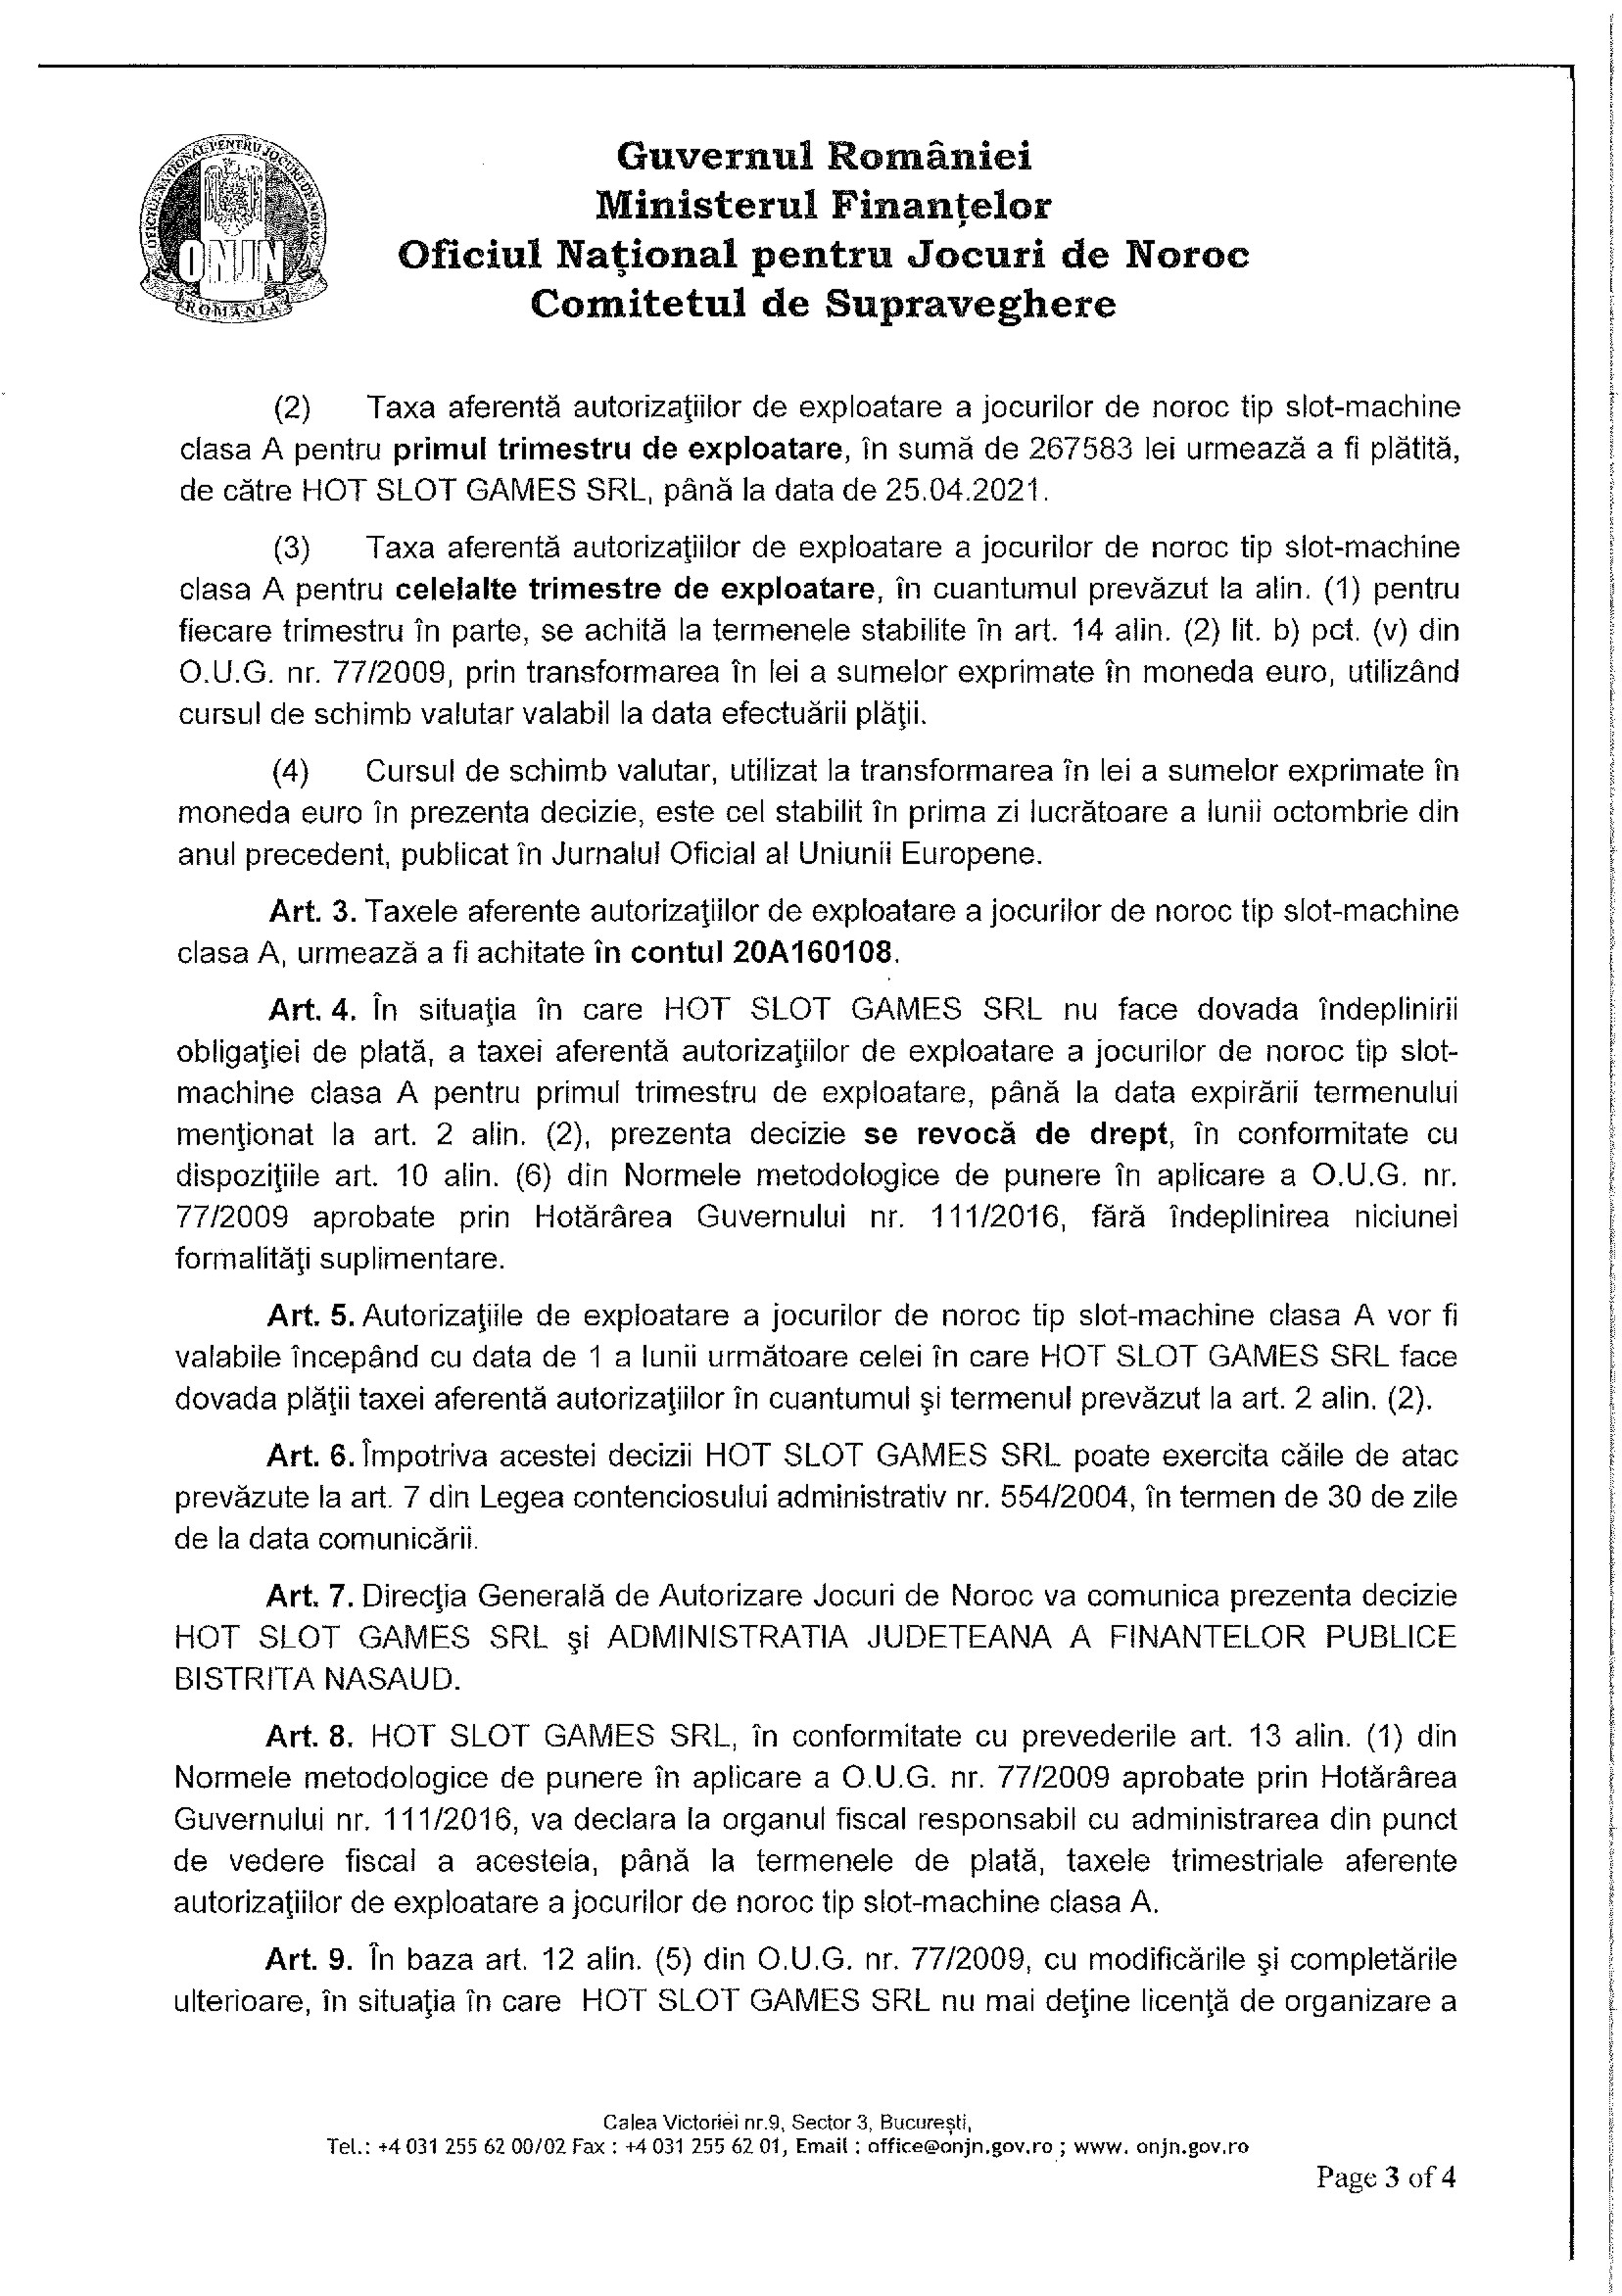 OFICIUL NAŢIONAL PENTRU JOCURI DE NOROC
ONJN
ROMÂNIA
Guvernul României
Ministerul Finanţelor
Oficiul Naţional pentru Jocuri de Noroc
Comitetul de Supraveghere
(2) Taxa aferentă autorizaţiilor de exploatare a jocurilor de noroc tip slot-machine
clasa A pentru primul trimestru de exploatare, în sumă de 267583 lei urmează a fi plătită,
de către HOT SLOT GAMES SRL, până la data de 25.04.2021.
(3) Taxa aferentă autorizaţiilor de exploatare a jocurilor de noroc tip slot-machine
clasa A pentru celelalte trimestre de exploatare, în cuantumul prevăzut la alin. (1) pentru
fiecare trimestru în parte, se achită la termenele stabilite în art. 14 alin. (2) lit. b) pct. (v) din
O.U.G. nr. 77/2009, prin transformarea în lei a sumelor exprimate în moneda euro, utilizând
cursul de schimb valutar valabil la data efectuării plăţii.
(4) Cursul de schimb valutar, utilizat la transformarea în lei a sumelor exprimate în
moneda euro în prezenta decizie, este cel stabilit în prima zi lucrătoare a lunii octombrie din
anul precedent, publicat în Jurnalul Oficial al Uniunii Europene.
Art. 3. Taxele aferente autorizaţiilor de exploatare a jocurilor de noroc tip slot-machine
clasa A, urmează a fi achitate în contul 20A160108.
Art. 4. În situaţia în care HOT SLOT GAMES SRL nu face dovada îndeplinirii
obligaţiei de plată, a taxei aferentă autorizaţiilor de exploatare a jocurilor de noroc tip slot-
machine clasa A pentru primul trimestru de exploatare, până la data expirării termenului
menţionat la art. 2 alin. (2), prezenta decizie se revocă de drept, în conformitate cu
dispoziţiile art. 10 alin. (6) din Normele metodologice de punere în aplicare a O.U.G. nr.
77/2009 aprobate prin Hotărârea Guvernului nr. 111/2016, fără îndeplinirea niciunei
formalităţi suplimentare.
Art. 5. Autorizaţiile de exploatare a jocurilor de noroc tip slot-machine clasa A vor fi
valabile începând cu data de 1 a lunii următoare celei în care HOT SLOT GAMES SRL face
dovada plăţii taxei aferentă autorizaţiilor în cuantumul şi termenul prevăzut la art. 2 alin. (2).
Art. 6. Împotriva acestei decizii HOT SLOT GAMES SRL poate exercita căile de atac
prevăzute la art. 7 din Legea contenciosului administrativ nr. 554/2004, în termen de 30 de zile
de la data comunicării.
Art. 7. Direcţia Generală de Autorizare Jocuri de Noroc va comunica prezenta decizie
HOT SLOT GAMES SRL şi ADMINISTRATIA JUDETEANA A FINANTELOR PUBLICE
BISTRITA NASAUD.
Art. 8. HOT SLOT GAMES SRL, în conformitate cu prevederile art. 13 alin. (1) din
Normele metodologice de punere în aplicare a O.U.G. nr. 77/2009 aprobate prin Hotărârea
Guvernului nr. 111/2016, va declara la organul fiscal responsabil cu administrarea din punct
de vedere fiscal a acesteia, până la termenele de plată, taxele trimestriale aferente
autorizaţiilor de exploatare a jocurilor de noroc tip slot-machine clasa A.
Art. 9. În baza art. 12 alin. (5) din O.U.G. nr. 77/2009, cu modificările şi completările
ulterioare, în situaţia în care HOT SLOT GAMES SRL nu mai deţine licenţă de organizare a
Calea Victoriei nr.9, Sector 3, Bucureşti,
Tel.: +4 031 255 62 00/02 Fax : +4 031 255 62 01, Email : office@onjn.gov.ro ; www. onjn.gov.ro
Page 3 of 4